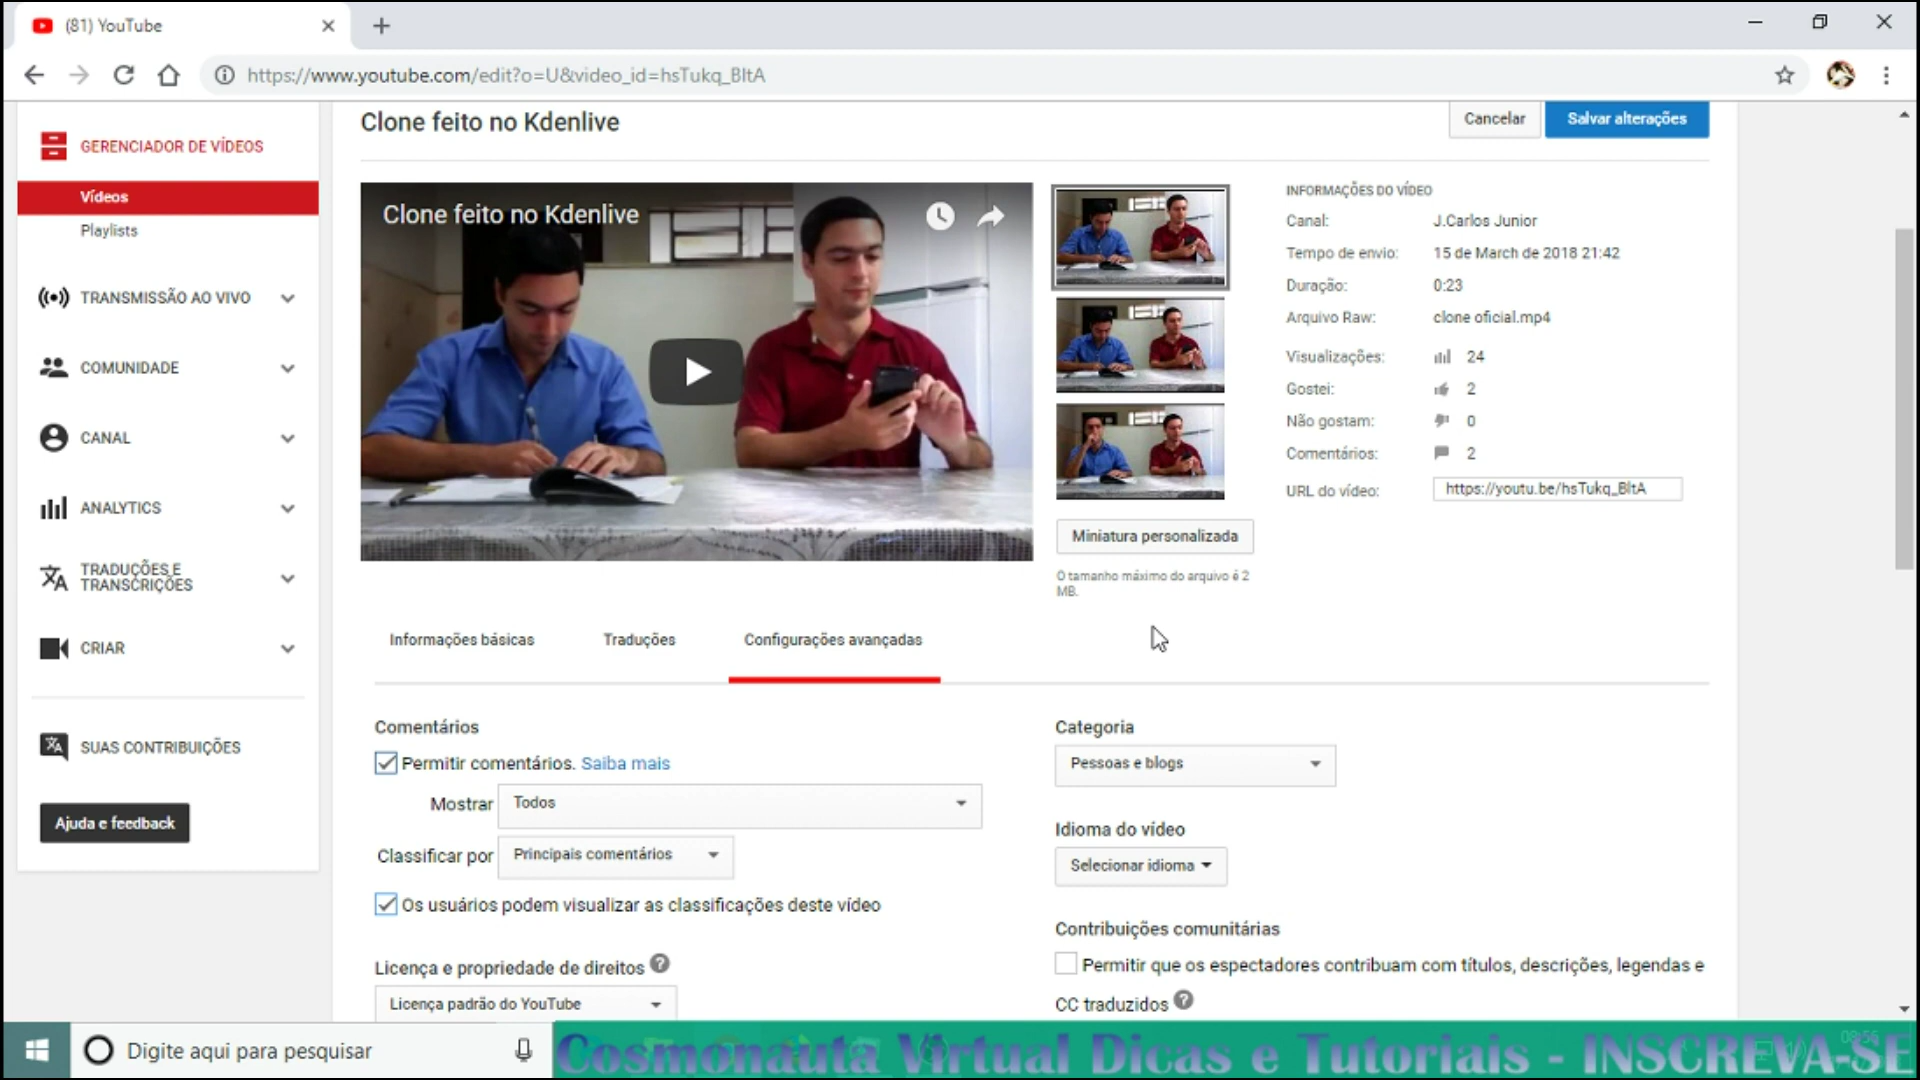 (81) YouTube
https://www.youtube.com/edit?o=U&video_id=hsTukq_BltA
Clone feito no Kdenlive
Cancelar
Salvar alterações
GERENCIADOR DE VÍDEOS
Vídeos
Playlists
TRANSMISSÃO AO VIVO
COMUNIDADE
CANAL
ANALYTICS
TRADUÇÕES E
TRANSCRIÇÕES
CRIAR
SUAS CONTRIBUIÇÕES
Ajuda e feedback
Clone feito no Kdenlive
Miniatura personalizada
O tamanho máximo do arquivo é 2
MB.
INFORMAÇÕES DO VÍDEO
Canal: J.Carlos Junior
Tempo de envio: 15 de March de 2018 21:42
Duração: 0:23
Arquivo Raw: clone oficial.mp4
Visualizações: 24
Gostei: 2
Não gostam: 0
Comentários: 2
URL do vídeo: https://youtu.be/hsTukq_BltA
Informações básicas
Traduções
Configurações avançadas
Comentários
Permitir comentários. Saiba mais
Mostrar Todos
Classificar por Principais comentários
Os usuários podem visualizar as classificações deste vídeo
Licença e propriedade de direitos ?
Licença padrão do YouTube
Categoria
Pessoas e blogs
Idioma do vídeo
Selecionar idioma
Contribuições comunitárias
Permitir que os espectadores contribuam com títulos, descrições, legendas e
CC traduzidos ?
Digite aqui para pesquisar
Cosmonauta Virtual Dicas e Tutoriais - INSCREVA-SE